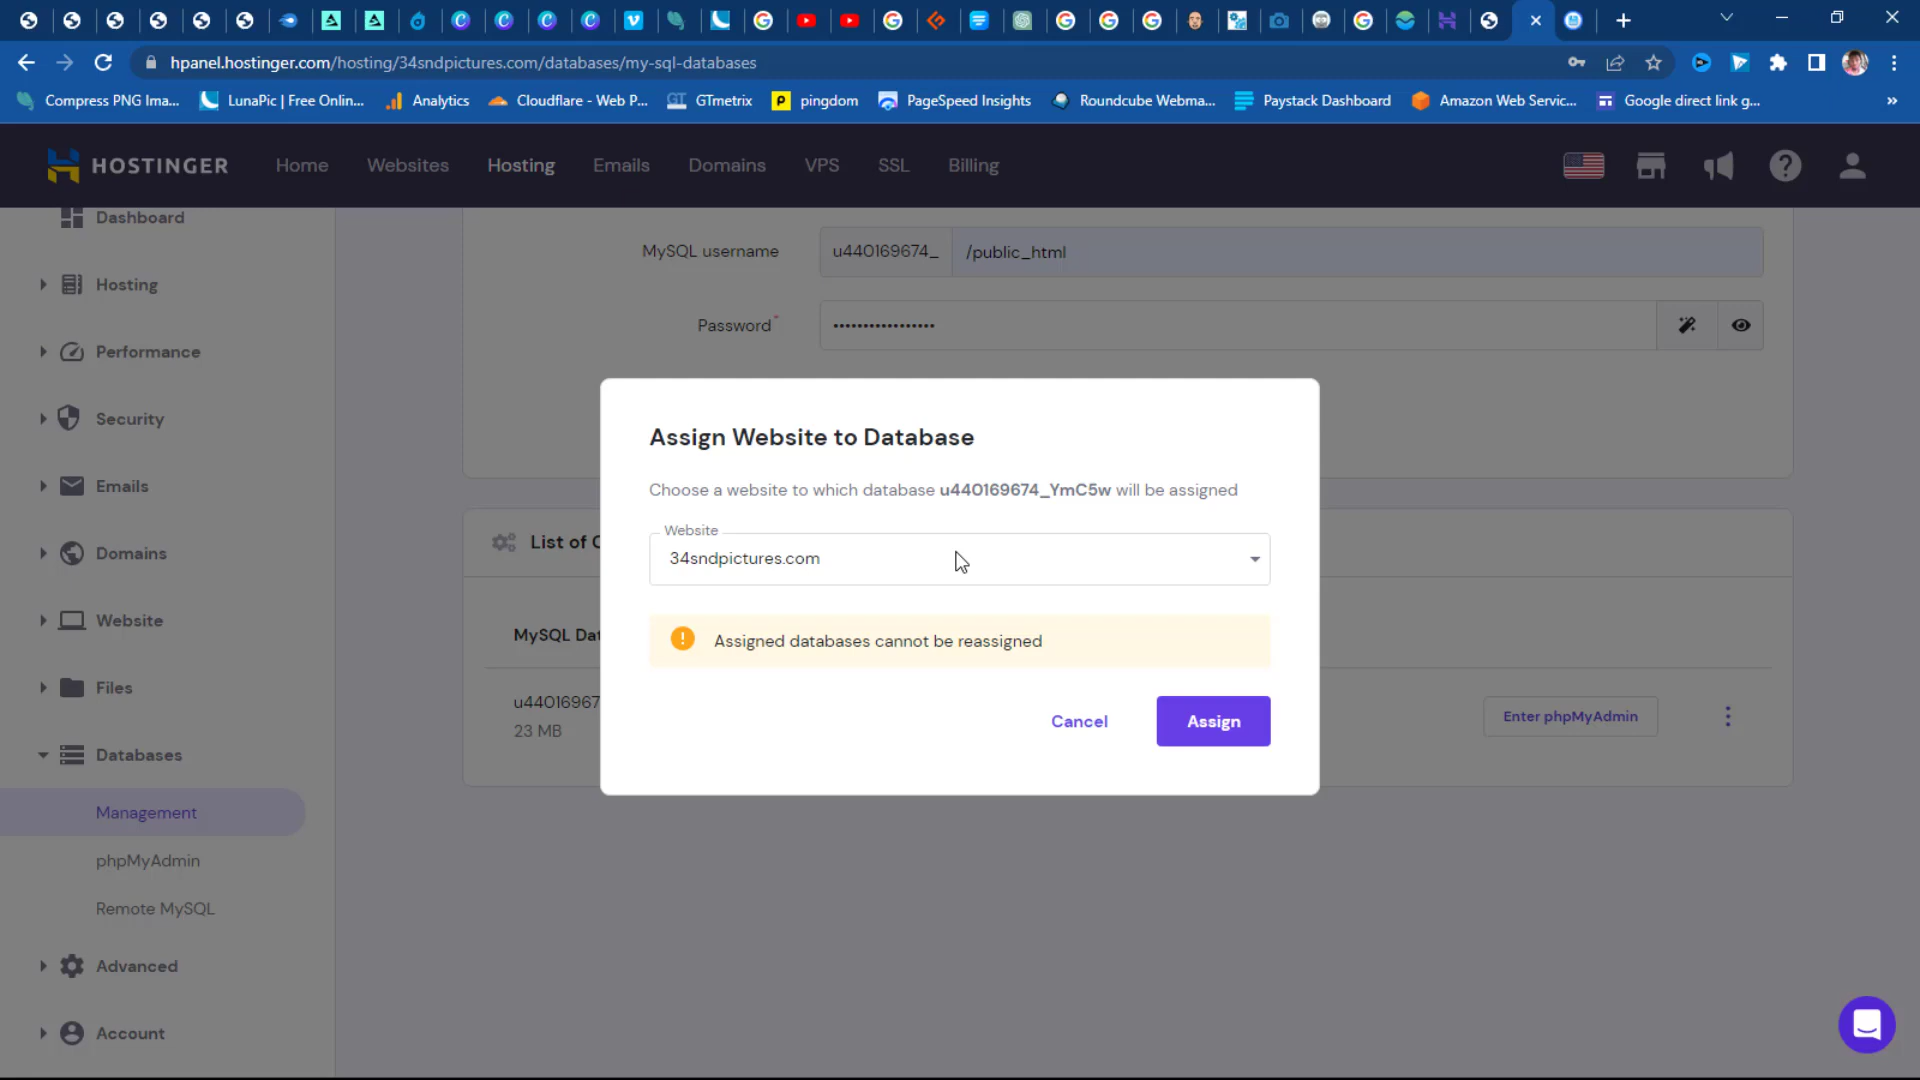 hpanel.hostinger.com/hosting/34sndpictures.com/databases/my-sql-databases
Compress PNG Ima... LunaPic | Free Onlin... Analytics Cloudflare - Web P... GTmetrix pingdom PageSpeed Insights Roundcube Webma... Paystack Dashboard Amazon Web Servic... Google direct link g...
HOSTINGER Home Websites Hosting Emails Domains VPS SSL Billing
Dashboard
Hosting
Performance
Security
Emails
Domains
Website
Files
Databases
Management
phpMyAdmin
Remote MySQL
Advanced
Account
MySQL username u440169674_ /public_html
Password* •••••••••••••••••
Assign Website to Database
Choose a website to which database u440169674_YmC5w will be assigned
Website
34sndpictures.com
Assigned databases cannot be reassigned
Cancel Assign
List of C
MySQL Dat
u44016967
23 MB
Enter phpMyAdmin